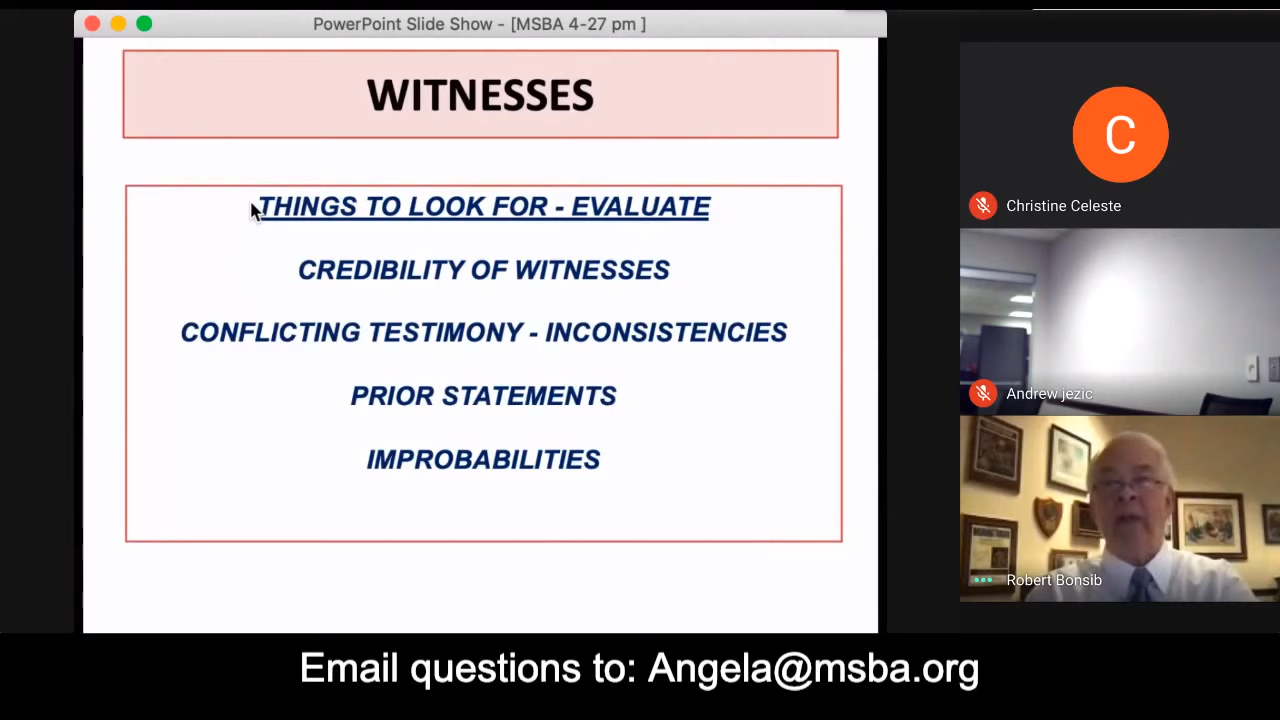 PowerPoint Slide Show - [MSBA 4-27 pm ]
WITNESSES
THINGS TO LOOK FOR - EVALUATE
CREDIBILITY OF WITNESSES
CONFLICTING TESTIMONY - INCONSISTENCIES
PRIOR STATEMENTS
IMPROBABILITIES
C
Christine Celeste
Andrew jezic
Robert Bonsib
Email questions to: Angela@msba.org